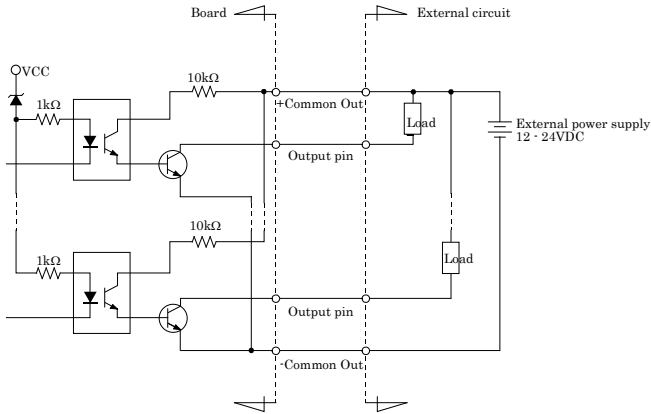 Board
External circuit
VCC
10kΩ
1kΩ
+Common Out
Load
External power supply
12 - 24VDC
Output pin
10kΩ
1kΩ
Load
Output pin
-Common Out